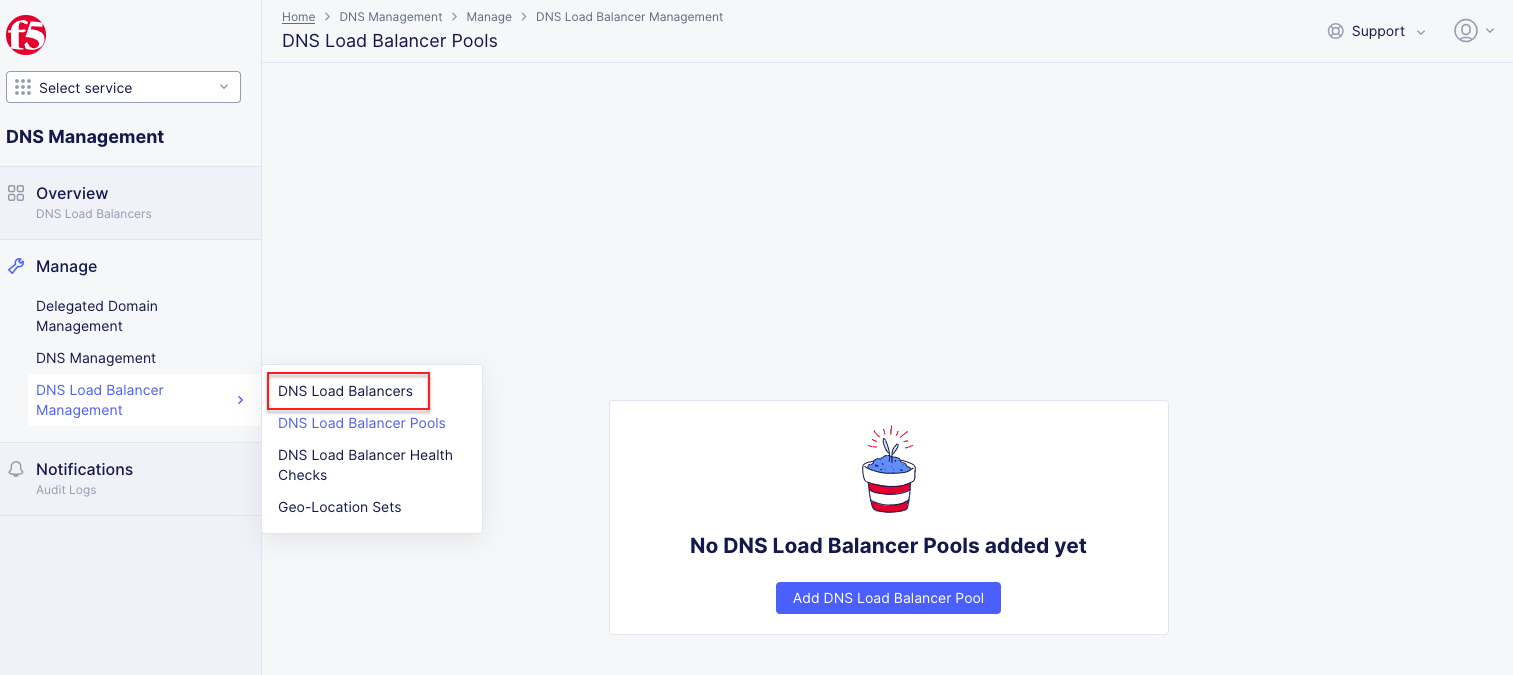 f5
Select service
DNS Management
Overview
DNS Load Balancers
Manage
Delegated Domain
Management
DNS Management
DNS Load Balancer
Management
Notifications
Audit Logs
Home > DNS Management > Manage > DNS Load Balancer Management
DNS Load Balancer Pools
Support
DNS Load Balancers
DNS Load Balancer Pools
DNS Load Balancer Health
Checks
Geo-Location Sets
No DNS Load Balancer Pools added yet
Add DNS Load Balancer Pool